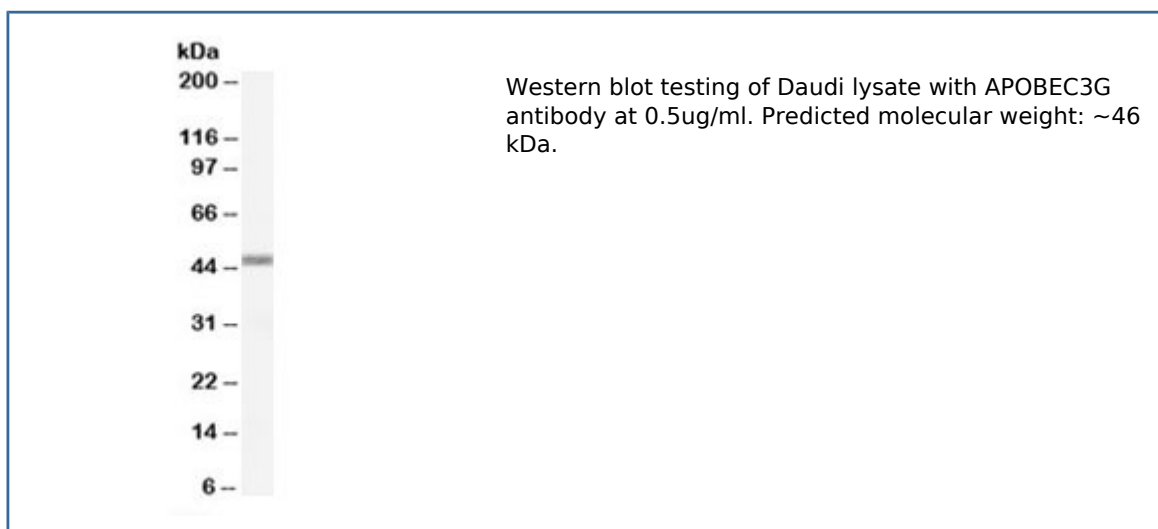 kDa
200 –
116 –
97 –
66 –
44 –
31 –
22 –
14 –
6 –
Western blot testing of Daudi lysate with APOBEC3G
antibody at 0.5ug/ml. Predicted molecular weight: ~46
kDa.